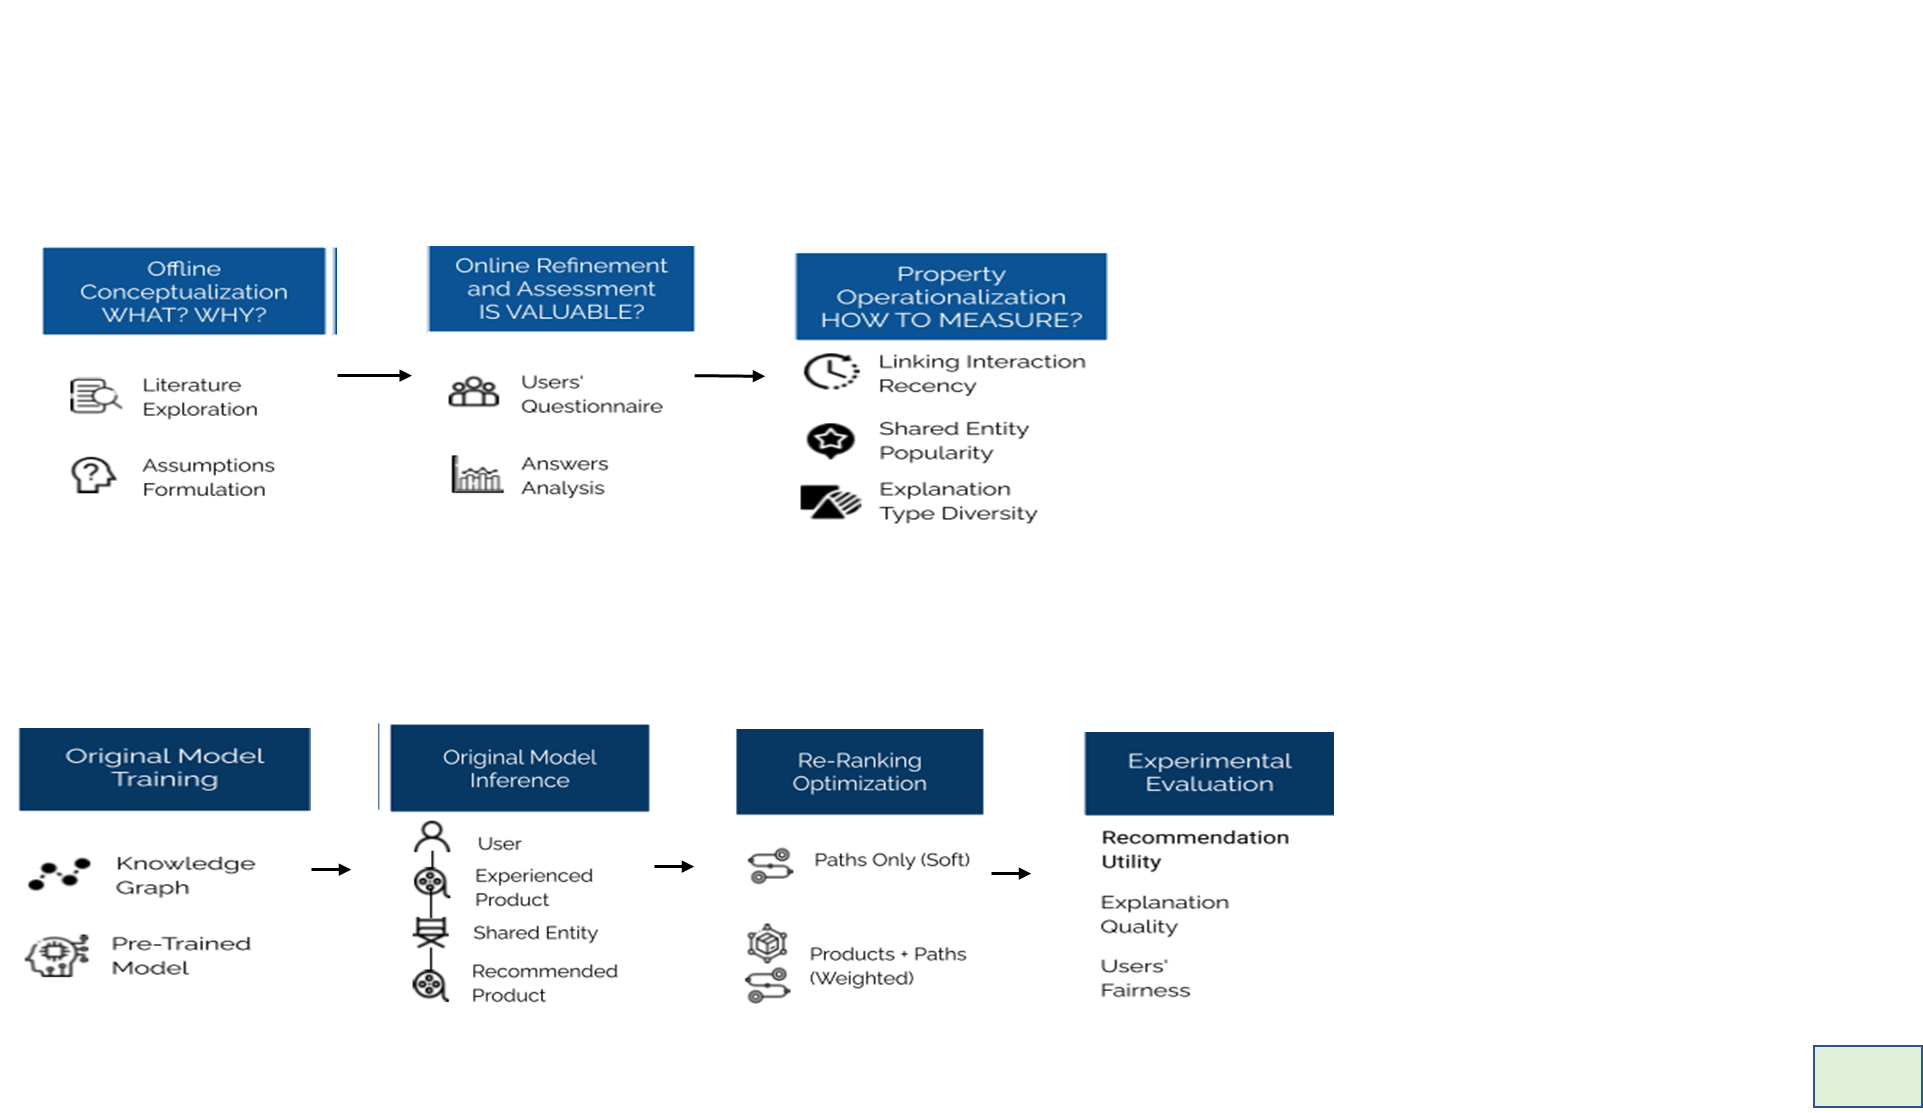 Offline
Conceptualization
WHAT? WHY?
Literature
Exploration
Assumptions
Formulation
Online Refinement
and Assessment
IS VALUABLE?
Users'
Questionnaire
Answers
Analysis
Property
Operationalization
HOW TO MEASURE?
Linking Interaction
Recency
Shared Entity
Popularity
Explanation
Type Diversity
Original Model
Training
Knowledge
Graph
Pre-Trained
Model
Original Model
Inference
User
Experienced
Product
Shared Entity
Recommended
Product
Re-Ranking
Optimization
Paths Only (Soft)
Products + Paths
(Weighted)
Experimental
Evaluation
Recommendation
Utility
Explanation
Quality
Users'
Fairness